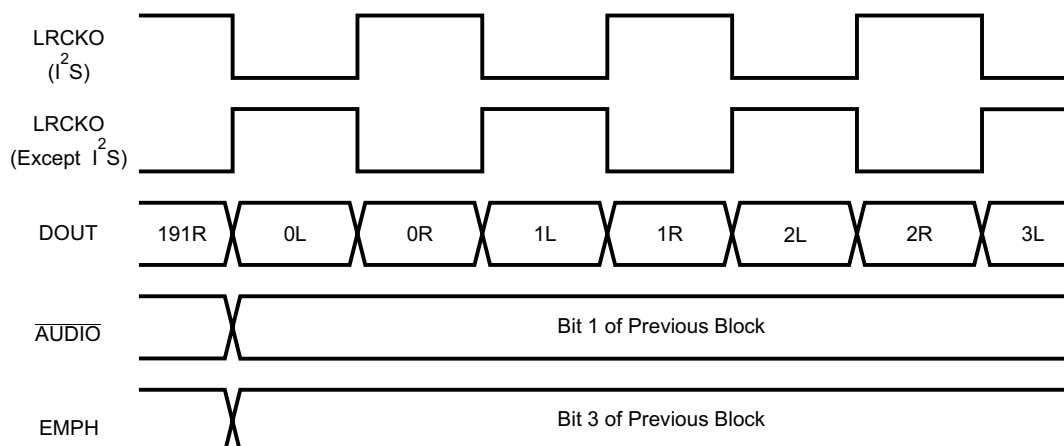 LRCKO
(I²S)
LRCKO
(Except I²S)
DOUT 191R 0L 0R 1L 1R 2L 2R 3L
AUDIO Bit 1 of Previous Block
EMPH Bit 3 of Previous Block